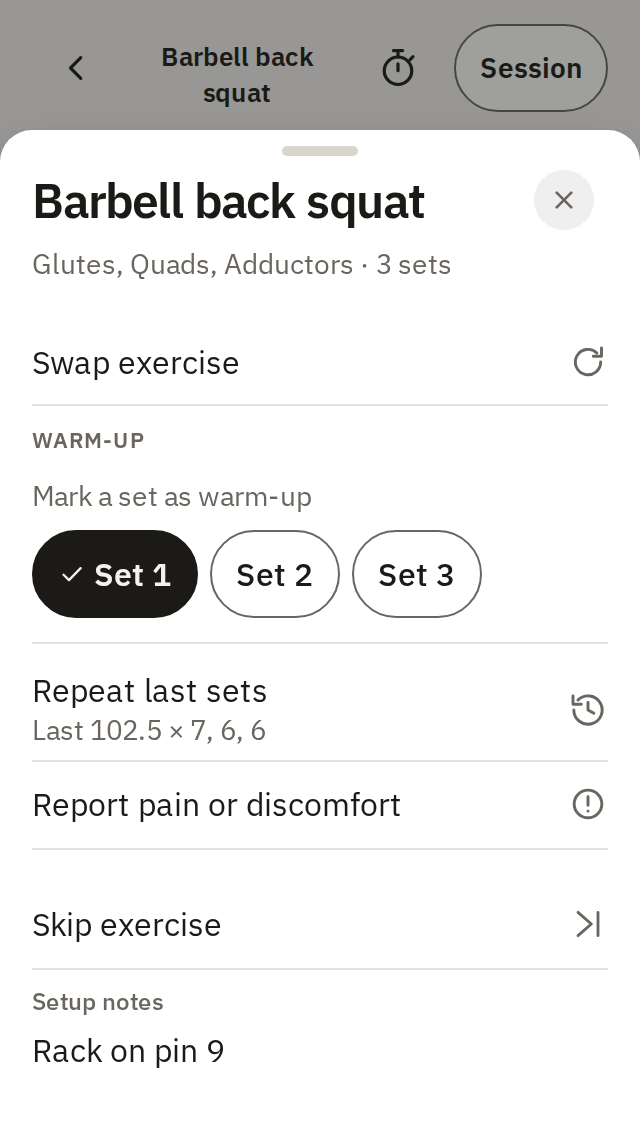 Barbell back
squat
Session
Barbell back squat
Glutes, Quads, Adductors · 3 sets
Swap exercise
WARM-UP
Mark a set as warm-up
Set 1
Set 2
Set 3
Repeat last sets
Last 102.5 × 7, 6, 6
Report pain or discomfort
Skip exercise
Setup notes
Rack on pin 9